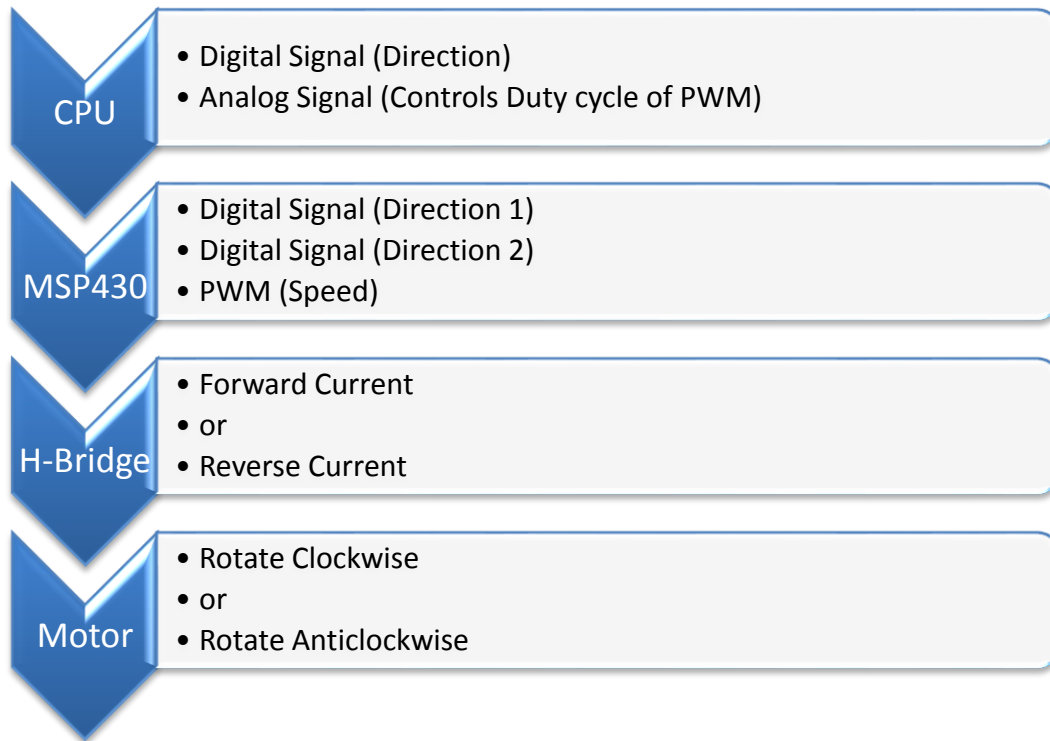 CPU
• Digital Signal (Direction)
• Analog Signal (Controls Duty cycle of PWM)
MSP430
• Digital Signal (Direction 1)
• Digital Signal (Direction 2)
• PWM (Speed)
H-Bridge
• Forward Current
• or
• Reverse Current
Motor
• Rotate Clockwise
• or
• Rotate Anticlockwise